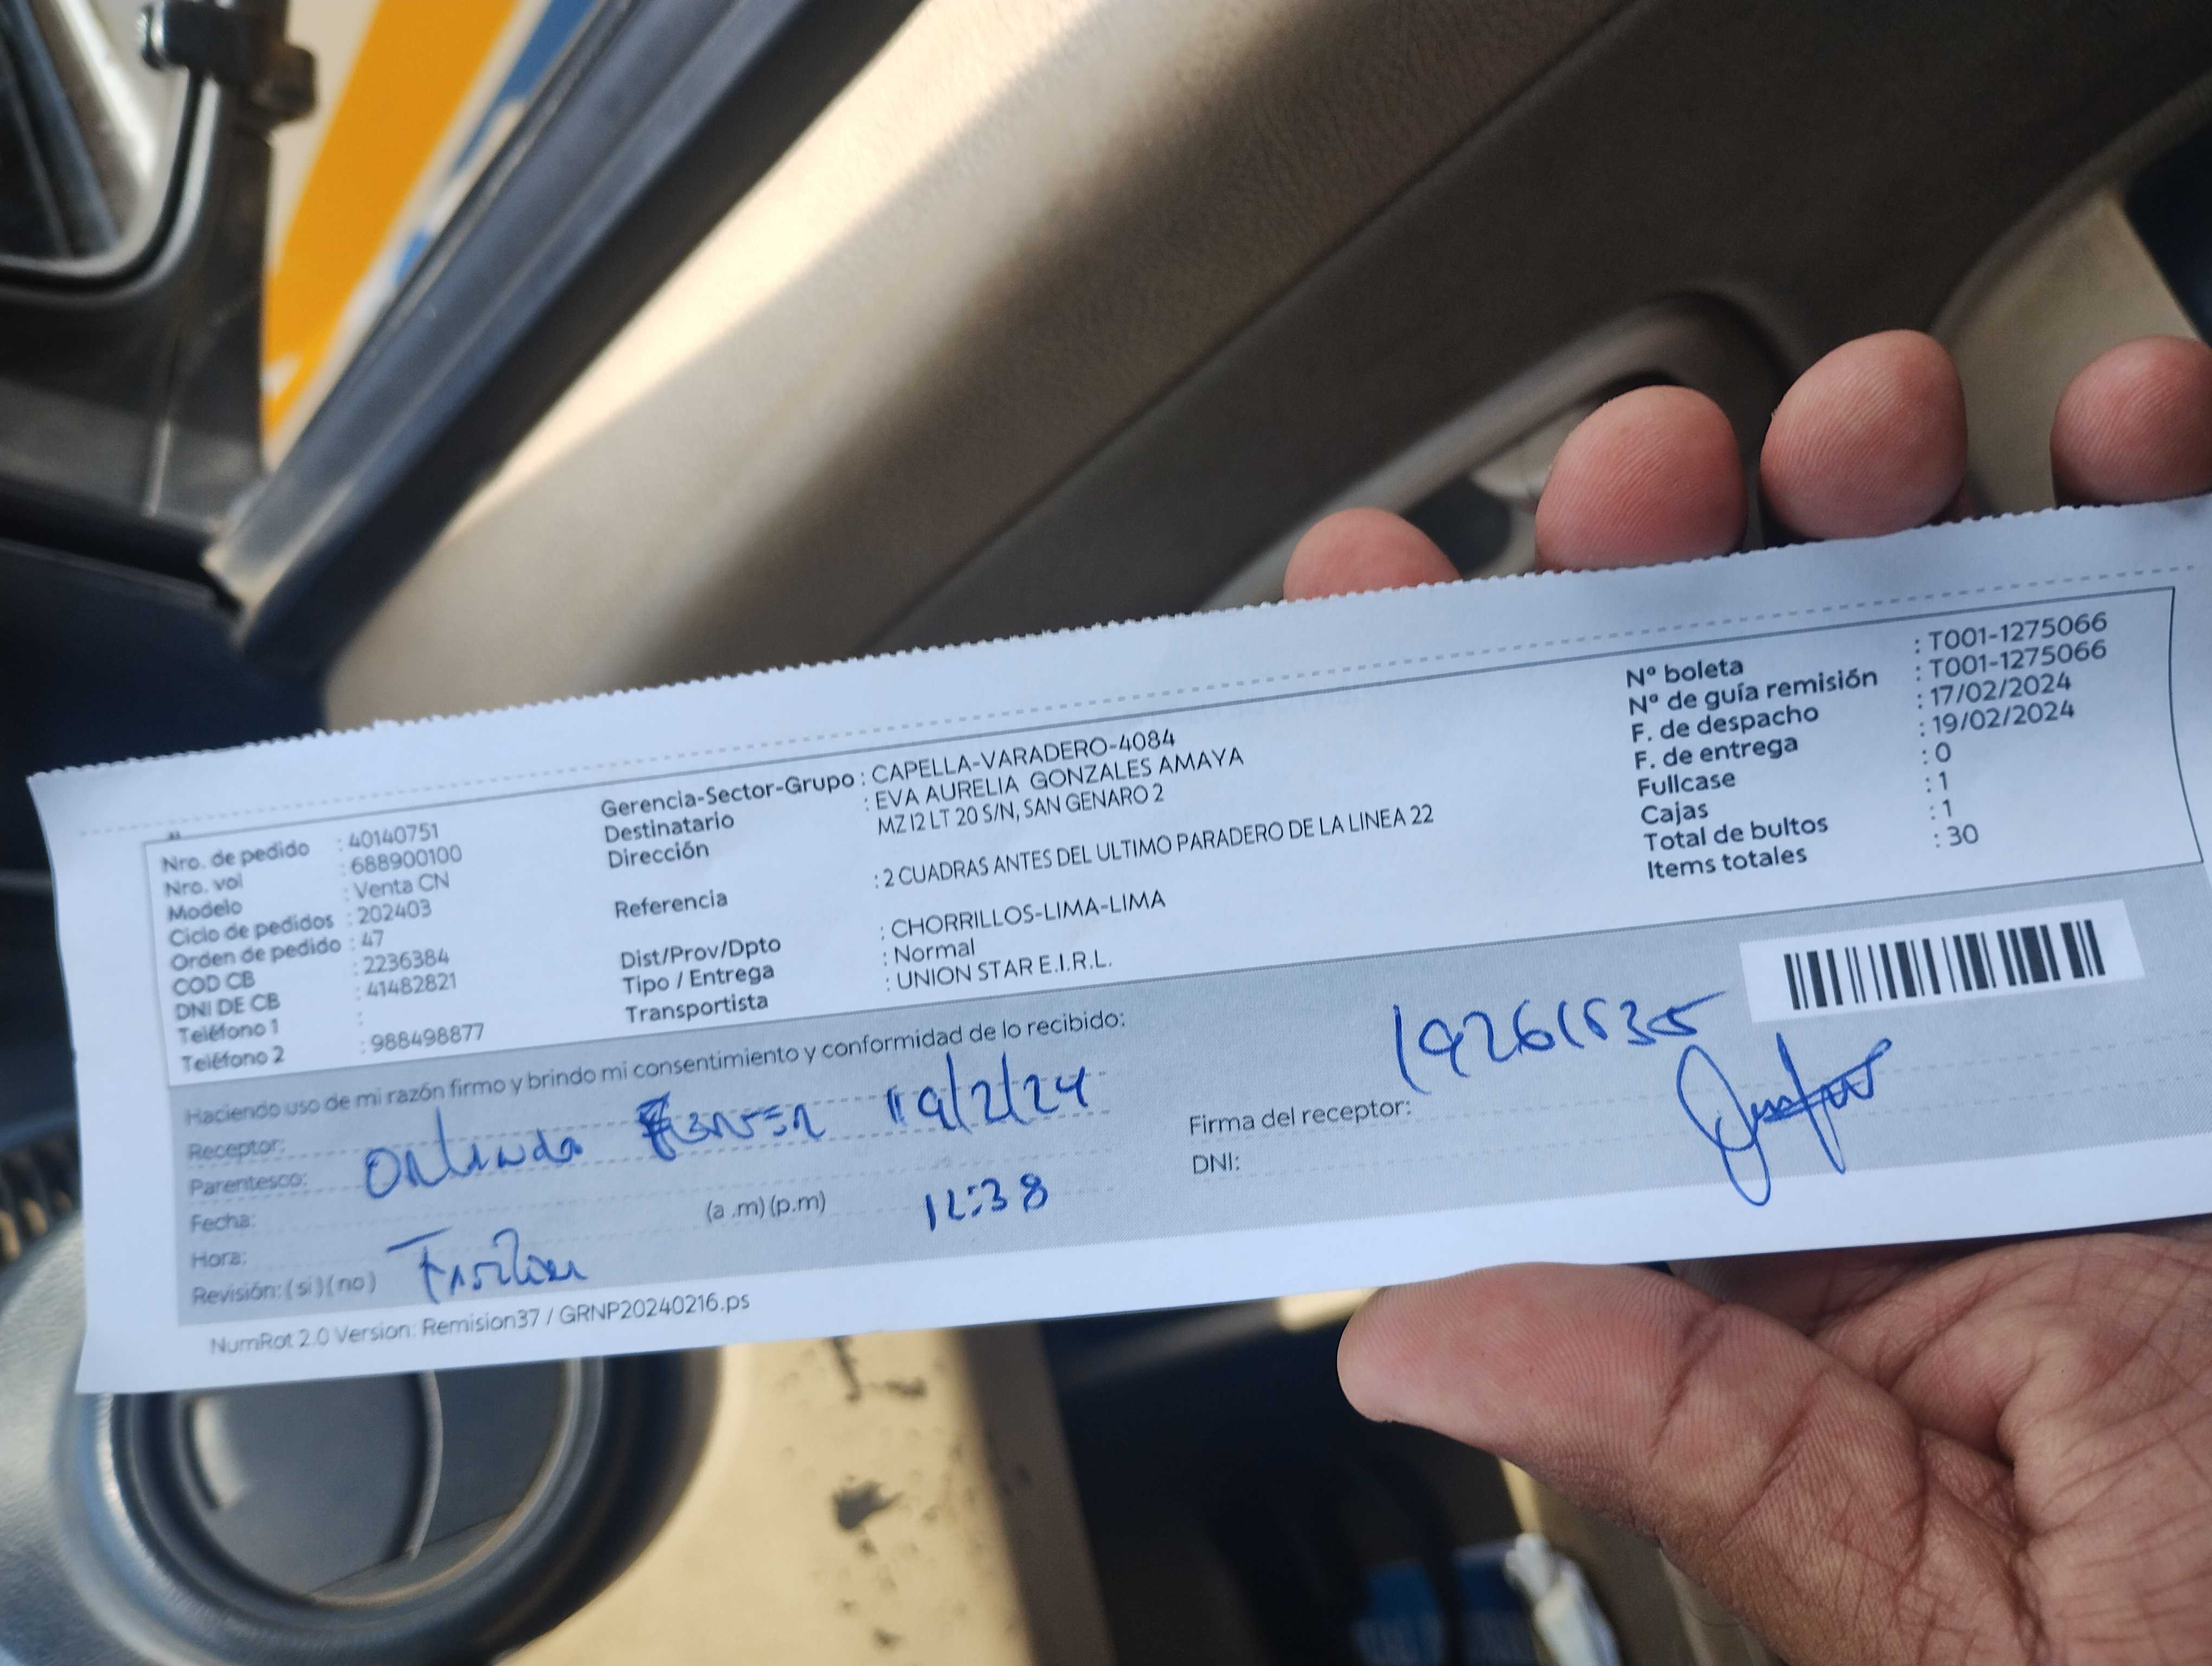 Nro. de pedido : 40140751
Nro. vol : 688900100
Modelo : Venta CN
Ciclo de pedidos : 202403
Orden de pedido : 47
COD CB : 2236384
DNI DE CB : 41482821
Teléfono 1 :
Teléfono 2 : 988498877
Gerencia-Sector-Grupo : CAPELLA-VARADERO-4084
Destinatario : EVA AURELIA GONZALES AMAYA
Dirección MZ I2 LT 20 S/N, SAN GENARO 2
Referencia : 2 CUADRAS ANTES DEL ULTIMO PARADERO DE LA LINEA 22
Dist/Prov/Dpto : CHORRILLOS-LIMA-LIMA
Tipo / Entrega : Normal
Transportista : UNION STAR E.I.R.L.
Nº boleta : T001-1275066
Nº de guía remisión : T001-1275066
F. de despacho : 17/02/2024
F. de entrega : 19/02/2024
Fullcase : 0
Cajas : 1
Total de bultos : 1
Items totales : 30
Haciendo uso de mi razón firmo y brindo mi consentimiento y conformidad de lo recibido:
Receptor:
Parentesco: 19/2/24
Fecha:
Hora: (a .m) (p.m) 12:38
Revisión: ( si ) ( no )
Firma del receptor:
DNI:
NumRot 2.0 Version: Remision37 / GRNP20240216.ps